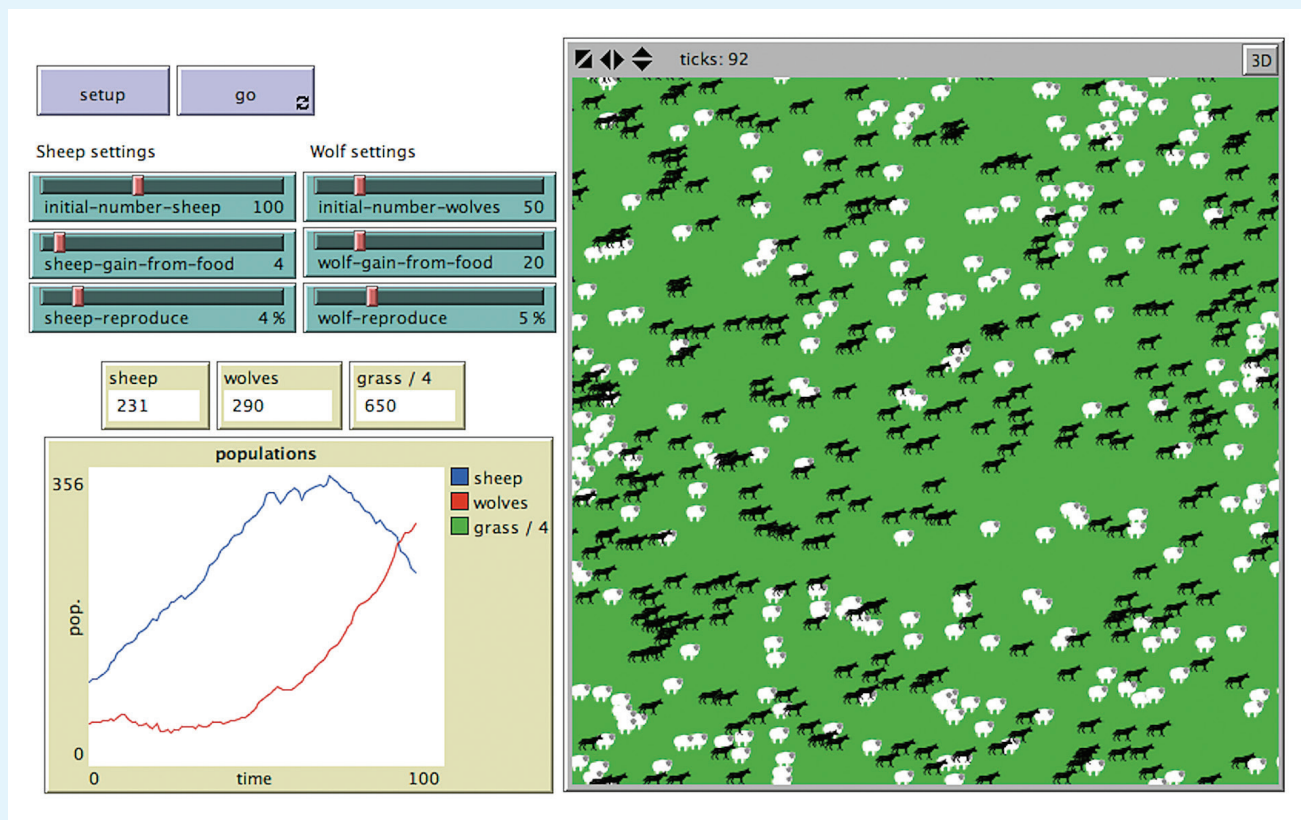 setup
go
ticks: 92
3D
Sheep settings
Wolf settings
initial-number-sheep 100
initial-number-wolves 50
sheep-gain-from-food 4
wolf-gain-from-food 20
sheep-reproduce 4 %
wolf-reproduce 5 %
sheep
231
wolves
290
grass / 4
650
populations
356
pop.
0
0
time
100
sheep
wolves
grass / 4